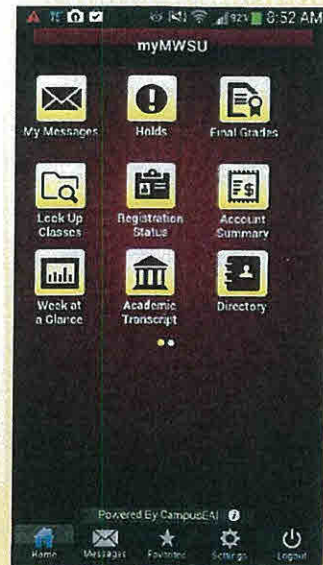 92% 8:52 AM
myMWSU
My Messages Holds Final Grades
Look Up Classes Registration Status Account Summary
Week at a Glance Academic Transcript Directory
Powered By CampusEAI
Home Messages Favorites Settings Logout